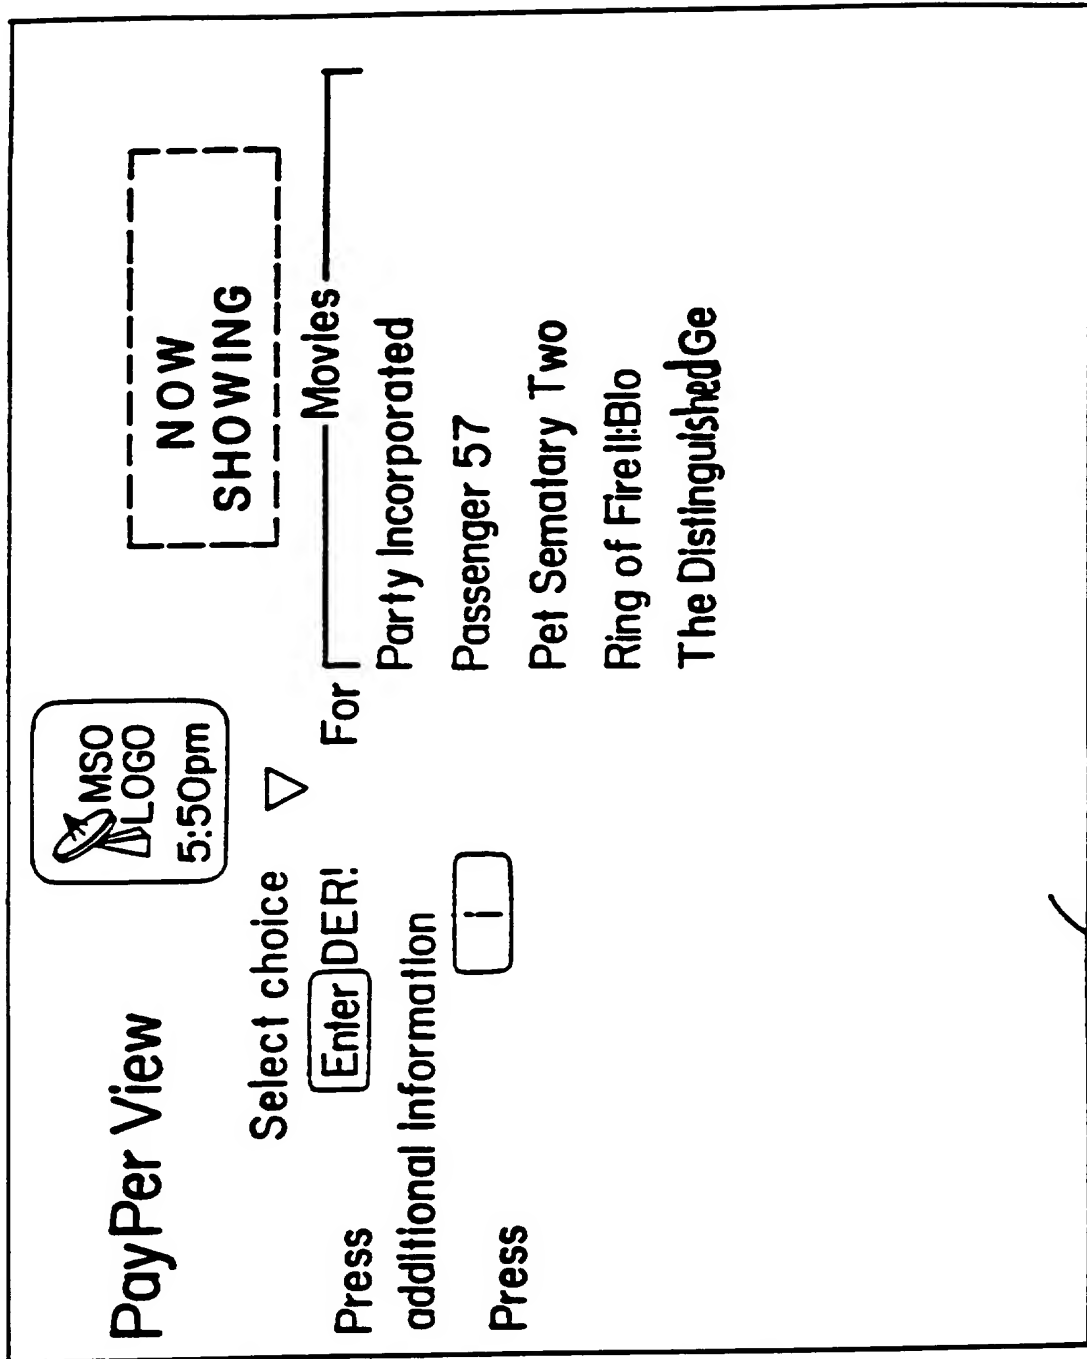 PayPer View
MSO
LOGO
5:50pm
NOW
SHOWING
Select choice
Press Enter DER! For
additional Information
Press i
Movies
Party Incorporated
Passenger 57
Pet Sematary Two
Ring of FireII:Blo
The DistinguishedGe